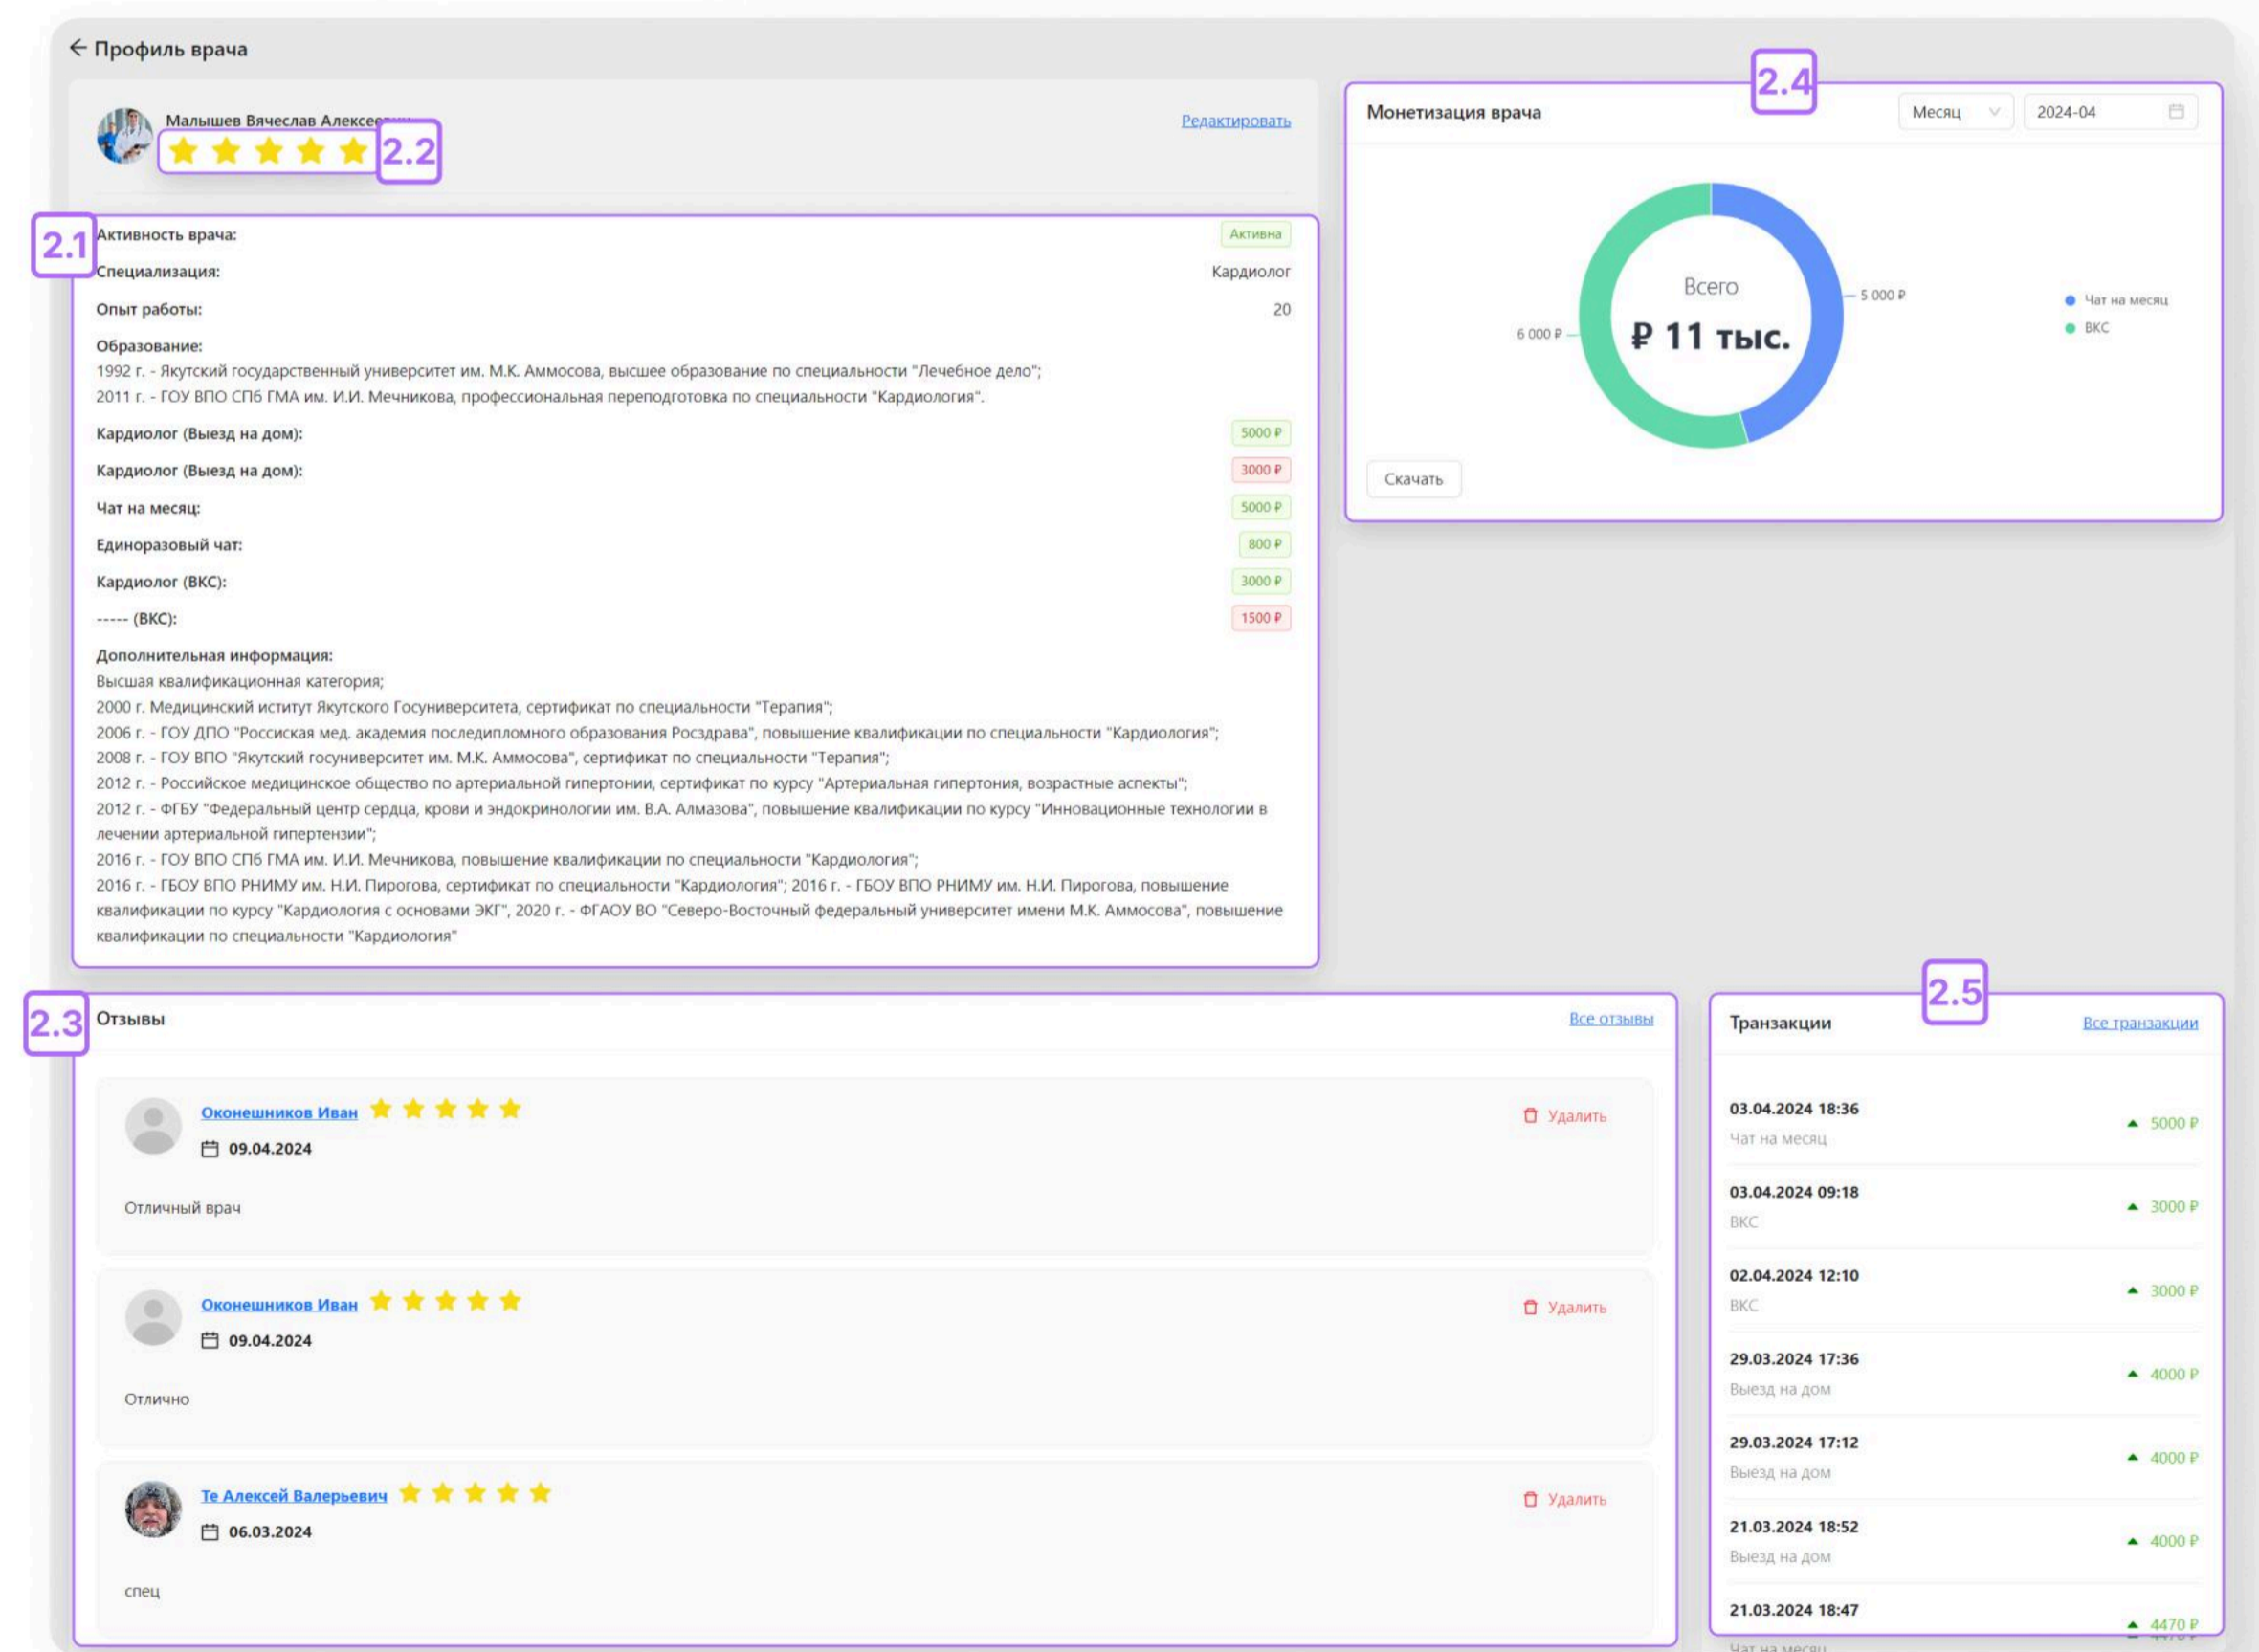 Профиль врача
Малышев Вячеслав
2.2
Редактировать
2.1
Активность врача:
Активна
Специализация:
Кардиолог
Опыт работы:
20
Образование:
1992 г. - Якутский государственный университет им. М.К. Аммосова, высшее образование по специальности "Лечебное дело";
2011 г. - ГОУ ВПО СПб ГМА им. И.И. Мечникова, профессиональная переподготовка по специальности "Кардиология".
Кардиолог (Выезд на дом):
5000 ₽
Кардиолог (Выезд на дом):
3000 ₽
Чат на месяц:
5000 ₽
Единоразовый чат:
800 ₽
Кардиолог (ВКС):
3000 ₽
----- (ВКС):
1500 ₽
Дополнительная информация:
Высшая квалификационная категория;
2000 г. Медицинский иститут Якутского Госуниверситета, сертификат по специальности "Терапия";
2006 г. - ГОУ ДПО "Россиская мед. академия последипломного образования Росздрава", повышение квалификации по специальности "Кардиология";
2008 г. - ГОУ ВПО "Якутский госуниверситет им. М.К. Аммосова", сертификат по специальности "Терапия";
2012 г. - Российское медицинское общество по артериальной гипертонии, сертификат по курсу "Артериальная гипертония, возрастные аспекты";
2012 г. - ФГБУ "Федеральный центр сердца, крови и эндокринологии им. В.А. Алмазова", повышение квалификации по курсу "Инновационные технологии в
лечении артериальной гипертензии";
2016 г. - ГОУ ВПО СПб ГМА им. И.И. Мечникова, повышение квалификации по специальности "Кардиология";
2016 г. - ГБОУ ВПО РНИМУ им. Н.И. Пирогова, сертификат по специальности "Кардиология"; 2016 г. - ГБОУ ВПО РНИМУ им. Н.И. Пирогова, повышение
квалификации по курсу "Кардиология с основами ЭКГ", 2020 г. - ФГАОУ ВО "Северо-Восточный федеральный университет имени М.К. Аммосова", повышение
квалификации по специальности "Кардиология"
2.4
Монетизация врача
Месяц
2024-04
Всего
₽ 11 тыс.
5 000 ₽
6 000 ₽
Чат на месяц
ВКС
Скачать
2.3
Отзывы
Все отзывы
Оконешников Иван
Удалить
09.04.2024
Отличный врач
Оконешников Иван
Удалить
09.04.2024
Отлично
Те Алексей Валерьевич
Удалить
06.03.2024
спец
2.5
Транзакции
Все транзакции
03.04.2024 18:36
Чат на месяц
5000 ₽
03.04.2024 09:18
ВКС
3000 ₽
02.04.2024 12:10
ВКС
3000 ₽
29.03.2024 17:36
Выезд на дом
4000 ₽
29.03.2024 17:12
Выезд на дом
4000 ₽
21.03.2024 18:52
Выезд на дом
4000 ₽
21.03.2024 18:47
4470 ₽
Чат на месяц